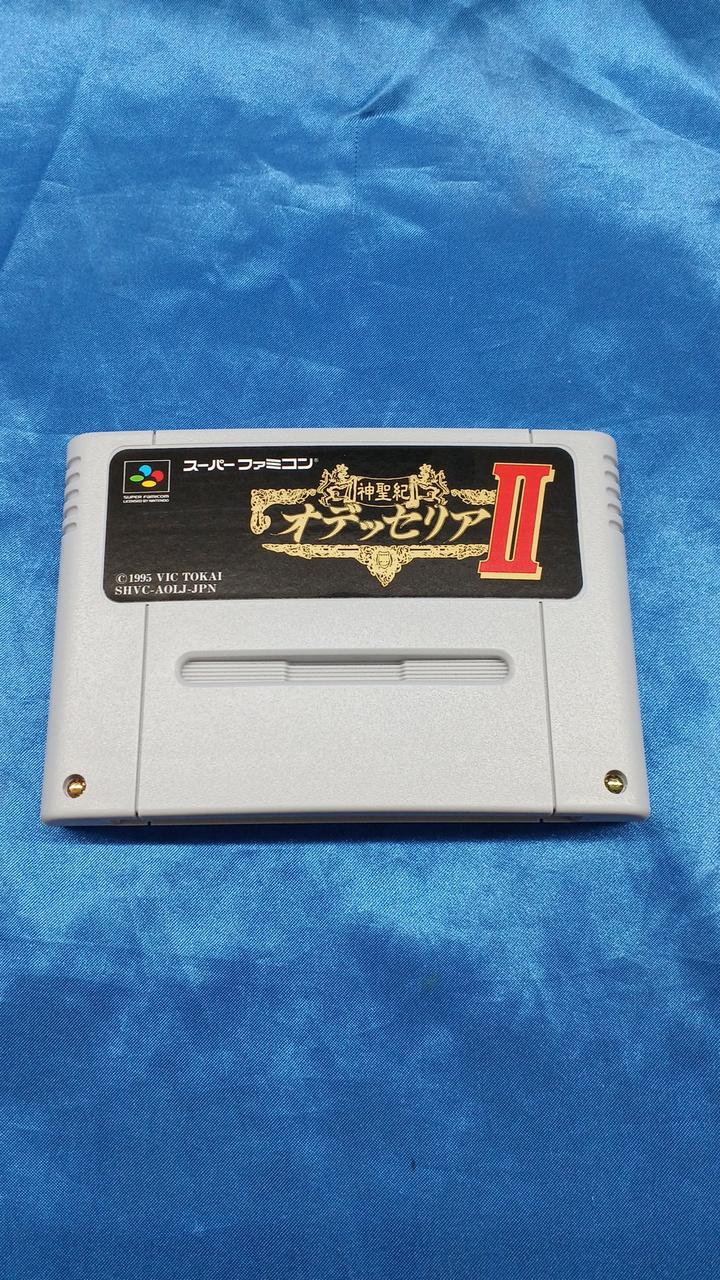 スーパーファミコン®
SUPER FAMICOM
LICENSED BY NINTENDO
神聖紀
オデッセリア II
©1995 VIC TOKAI
SHVC-AOLJ-JPN